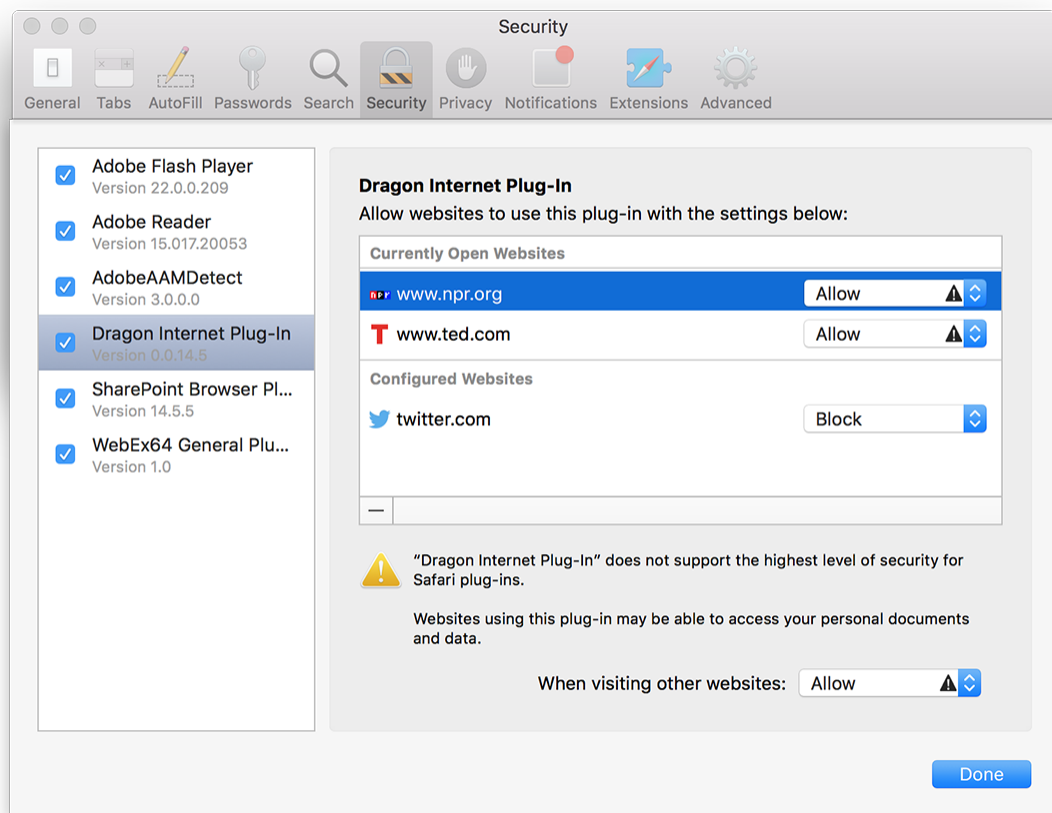 Security
General Tabs AutoFill Passwords Search Security Privacy Notifications Extensions Advanced
Adobe Flash Player
Version 22.0.0.209
Adobe Reader
Version 15.017.20053
AdobeAAMDetect
Version 3.0.0.0
Dragon Internet Plug-In
Version 0.0.14.5
SharePoint Browser Pl...
Version 14.5.5
WebEx64 General Plu...
Version 1.0
Dragon Internet Plug-In
Allow websites to use this plug-in with the settings below:
Currently Open Websites
npr www.npr.org Allow
T www.ted.com Allow
Configured Websites
twitter.com Block
“Dragon Internet Plug-In” does not support the highest level of security for
Safari plug-ins.
Websites using this plug-in may be able to access your personal documents
and data.
When visiting other websites: Allow
Done